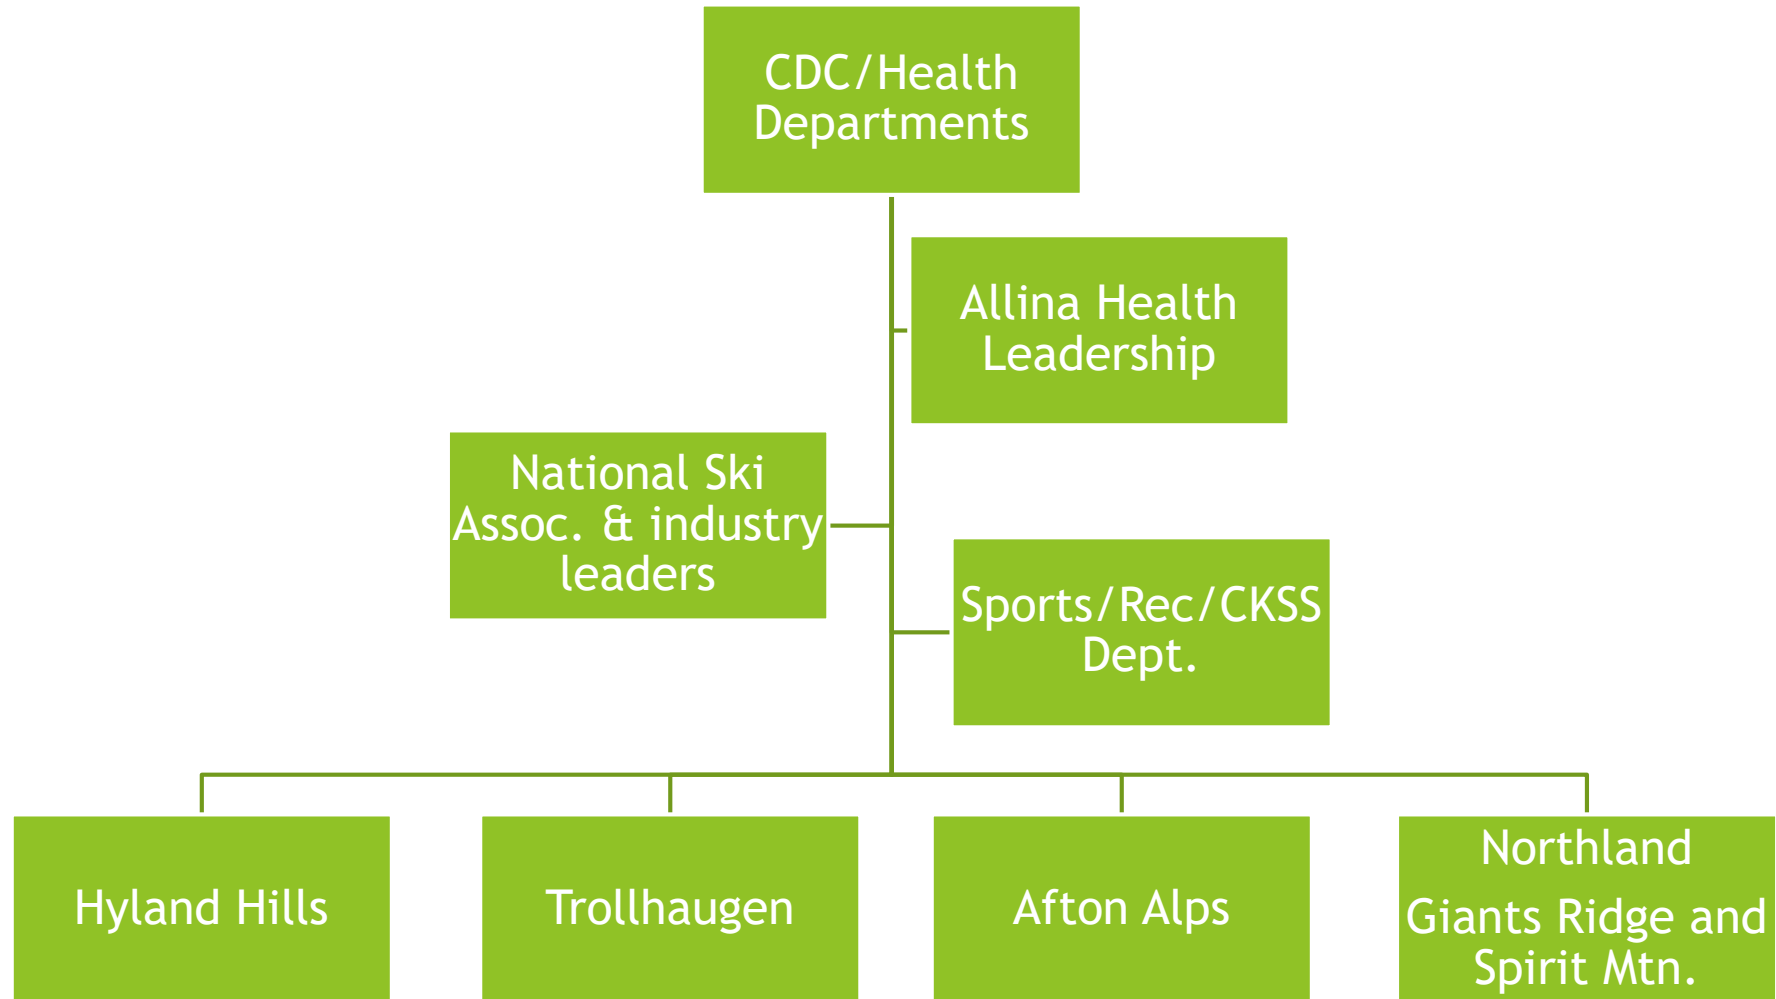 CDC/Health
Departments
Allina Health
Leadership
National Ski
Assoc. & industry
leaders
Sports/Rec/CKSS
Dept.
Hyland Hills
Trollhaugen
Afton Alps
Northland
Giants Ridge and
Spirit Mtn.